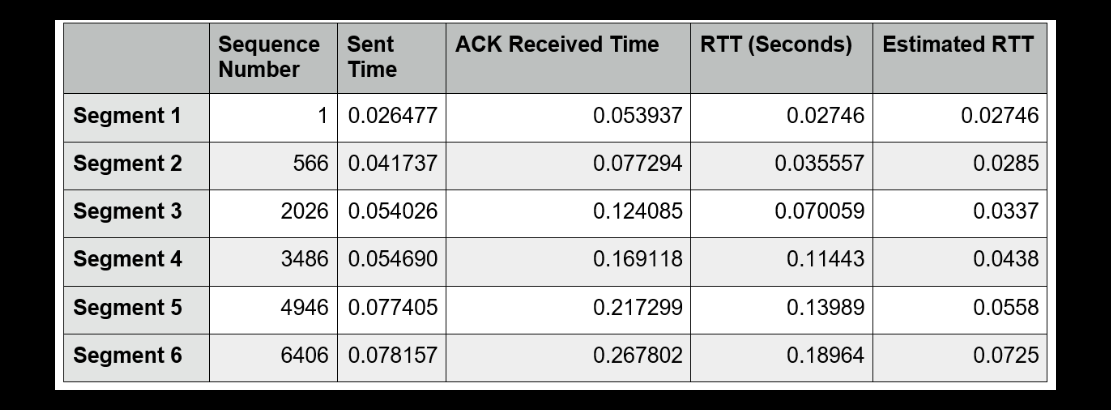 Sequence Number Sent Time ACK Received Time RTT (Seconds) Estimated RTT
Segment 1 1 0.026477 0.053937 0.02746 0.02746
Segment 2 566 0.041737 0.077294 0.035557 0.0285
Segment 3 2026 0.054026 0.124085 0.070059 0.0337
Segment 4 3486 0.054690 0.169118 0.11443 0.0438
Segment 5 4946 0.077405 0.217299 0.13989 0.0558
Segment 6 6406 0.078157 0.267802 0.18964 0.0725